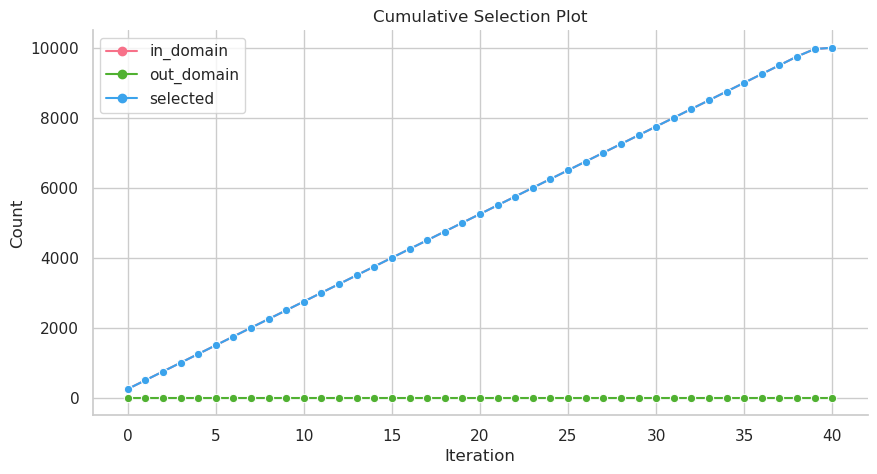 Cumulative Selection Plot
in_domain
out_domain
selected
10000
8000
6000
4000
2000
0
Count
0 5 10 15 20 25 30 35 40
Iteration